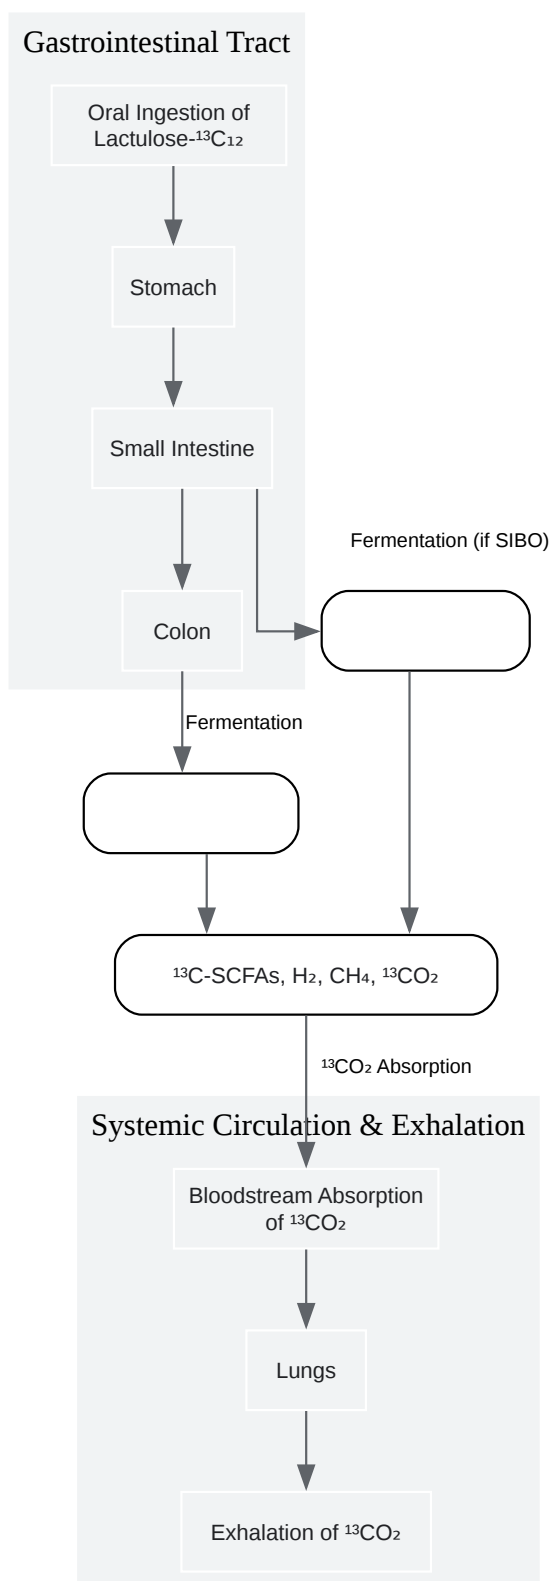 Gastrointestinal Tract
Oral Ingestion of
Lactulose-¹³C₁₂
Stomach
Small Intestine
Fermentation (if SIBO)
Colon
Fermentation
¹³C-SCFAs, H₂, CH₄, ¹³CO₂
¹³CO₂ Absorption
Systemic Circulation & Exhalation
Bloodstream Absorption
of ¹³CO₂
Lungs
Exhalation of ¹³CO₂